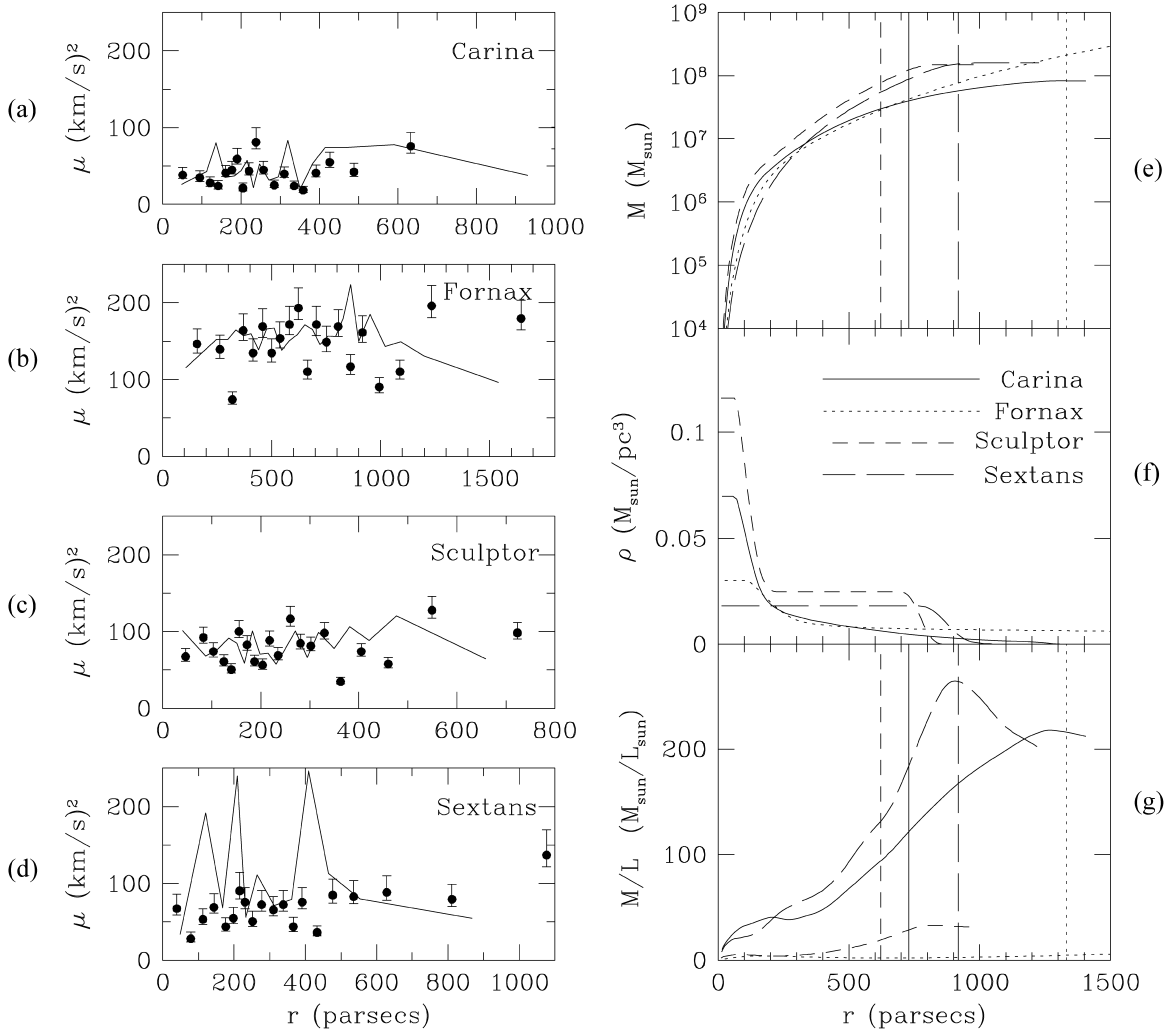 (a)
μ (km/s)²
200
100
0
Carina
0 200 400 600 800 1000
(b)
μ (km/s)²
200
100
0
Fornax
500 1000 1500
(c)
μ (km/s)²
200
100
0
Sculptor
0 200 400 600 800
(d)
μ (km/s)²
200
100
0
Sextans
0 200 400 600 800 1000
r (parsecs)
M (M_sun)
10⁹
10⁸
10⁷
10⁶
10⁵
10⁴
(e)
ρ (M_sun/pc³)
0.1
0.05
0
Carina
Fornax
Sculptor
Sextans
(f)
M/L (M_sun/L_sun)
200
100
0
(g)
0 500 1000 1500
r (parsecs)